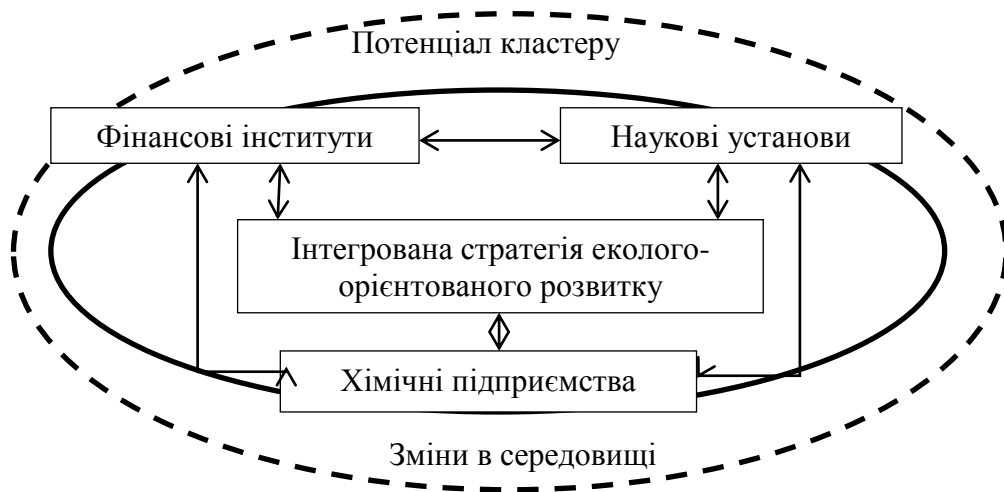 Потенціал кластеру
Фінансові інститути
Наукові установи
Інтегрована стратегія еколого-
орієнтованого розвитку
Хімічні підприємства
Зміни в середовищі